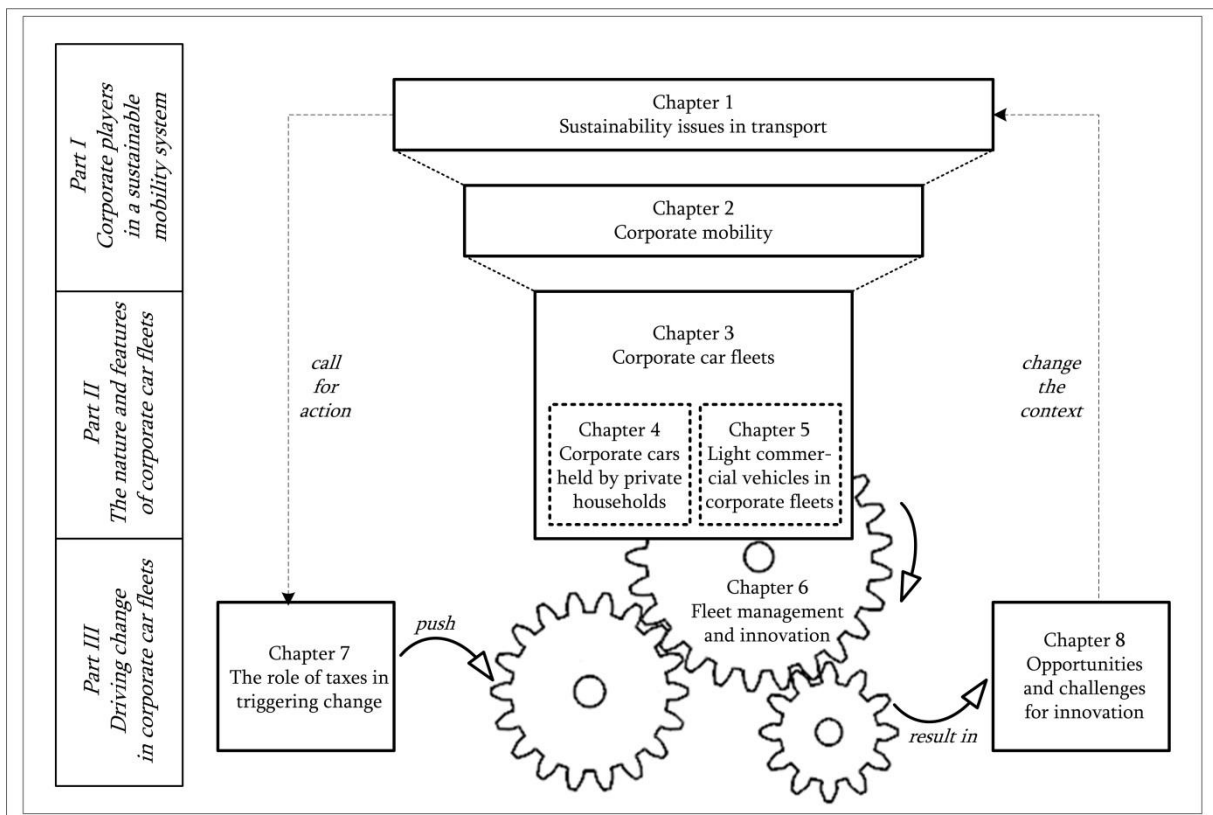 Part I
Corporate players
in a sustainable
mobility system
Part II
The nature and features
of corporate car fleets
Part III
Driving change
in corporate car fleets
Chapter 1
Sustainability issues in transport
Chapter 2
Corporate mobility
Chapter 3
Corporate car fleets
Chapter 4
Corporate cars
held by private
households
Chapter 5
Light commer-
cial vehicles in
corporate fleets
call
for
action
change
the
context
Chapter 6
Fleet management
and innovation
Chapter 7
The role of taxes in
triggering change
push
result in
Chapter 8
Opportunities
and challenges
for innovation